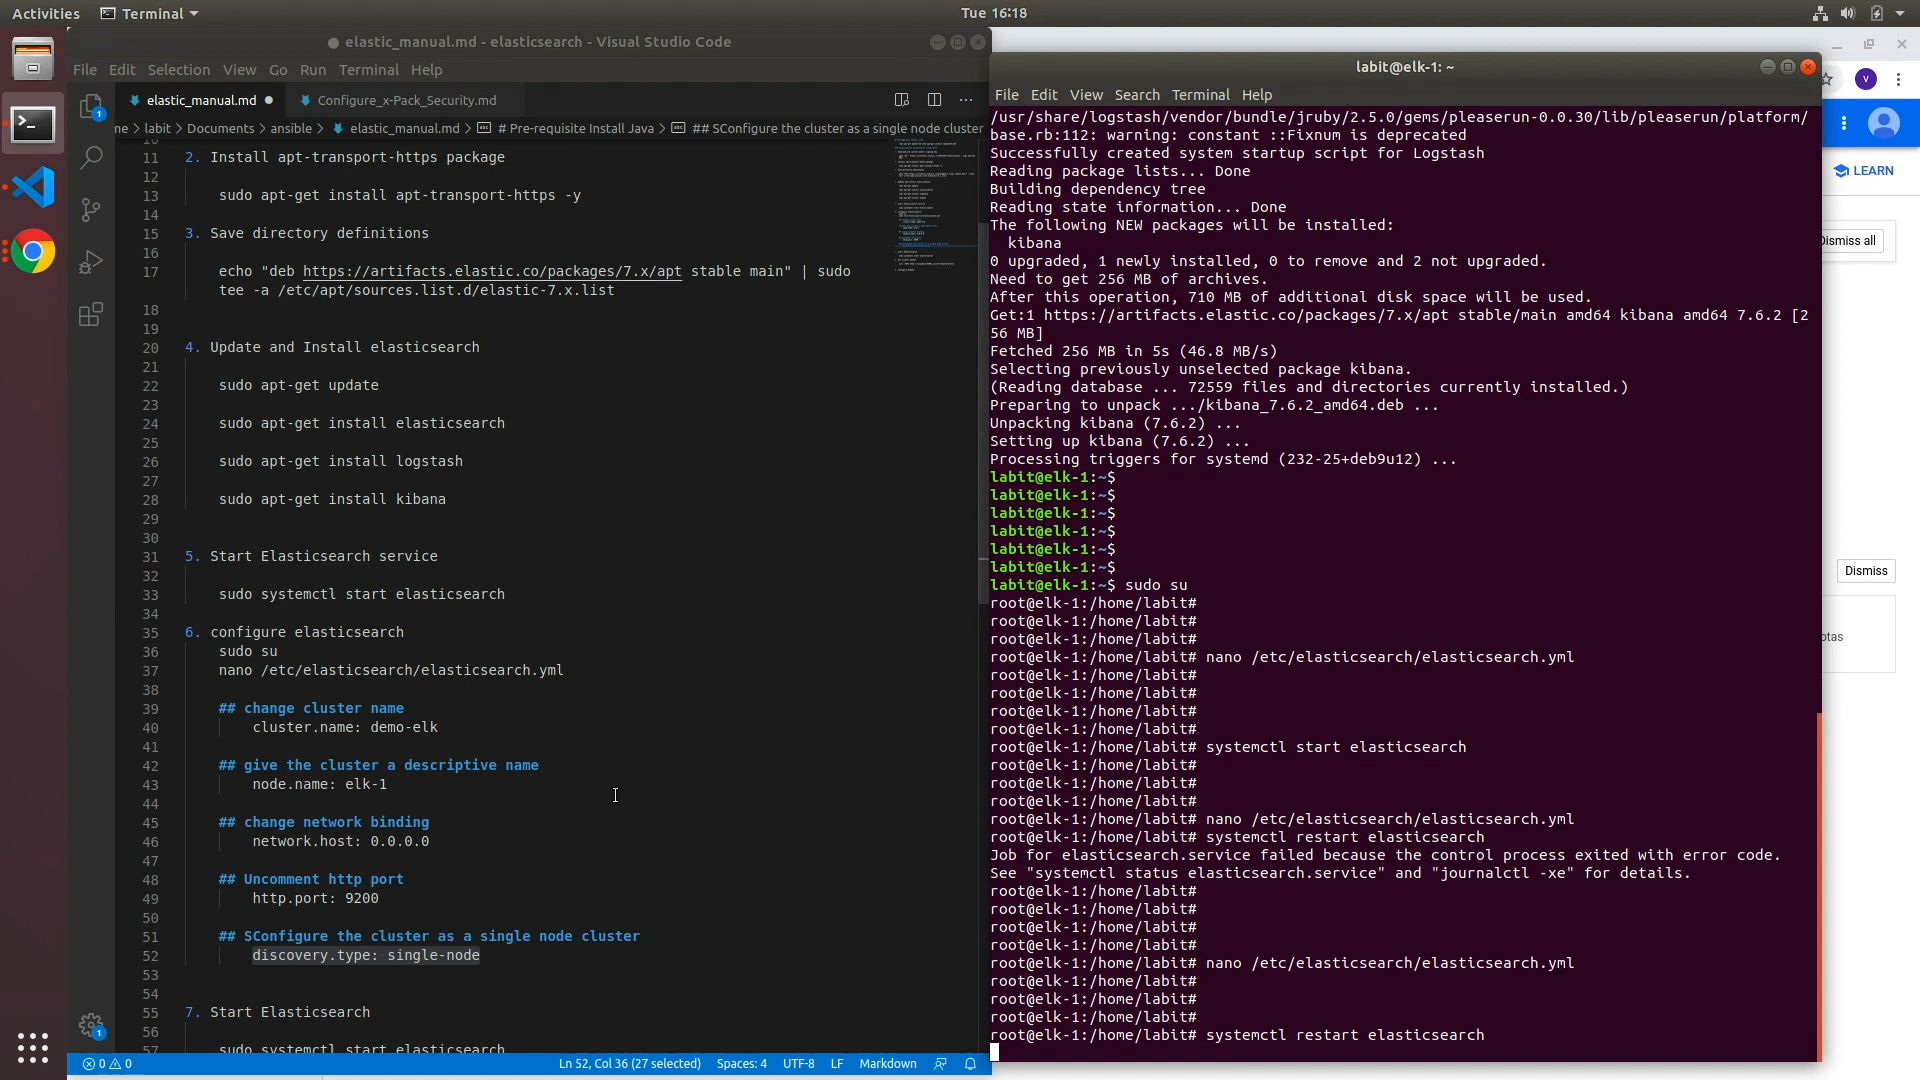 Activities
Terminal
Tue 16:18
elastic_manual.md - elasticsearch - Visual Studio Code
File Edit Selection View Go Run Terminal Help
elastic_manual.md
Configure_x-Pack_Security.md
me > labit > Documents > ansible > elastic_manual.md > # Pre-requisite Install Java > ## SConfigure the cluster as a single node cluster
11 2. Install apt-transport-https package
12
13 sudo apt-get install apt-transport-https -y
14
15 3. Save directory definitions
16
17 echo "deb https://artifacts.elastic.co/packages/7.x/apt stable main" | sudo
tee -a /etc/apt/sources.list.d/elastic-7.x.list
18
19
20 4. Update and Install elasticsearch
21
22 sudo apt-get update
23
24 sudo apt-get install elasticsearch
25
26 sudo apt-get install logstash
27
28 sudo apt-get install kibana
29
30
31 5. Start Elasticsearch service
32
33 sudo systemctl start elasticsearch
34
35 6. configure elasticsearch
36 sudo su
37 nano /etc/elasticsearch/elasticsearch.yml
38
39 ## change cluster name
40 cluster.name: demo-elk
41
42 ## give the cluster a descriptive name
43 node.name: elk-1
44
45 ## change network binding
46 network.host: 0.0.0.0
47
48 ## Uncomment http port
49 http.port: 9200
50
51 ## SConfigure the cluster as a single node cluster
52 discovery.type: single-node
53
54
55 7. Start Elasticsearch
56
57 sudo systemctl start elasticsearch
0 0 Ln 52, Col 36 (27 selected) Spaces: 4 UTF-8 LF Markdown
labit@elk-1: ~
File Edit View Search Terminal Help
/usr/share/logstash/vendor/bundle/jruby/2.5.0/gems/pleaserun-0.0.30/lib/pleaserun/platform/
base.rb:112: warning: constant ::Fixnum is deprecated
Successfully created system startup script for Logstash
Reading package lists... Done
Building dependency tree
Reading state information... Done
The following NEW packages will be installed:
kibana
0 upgraded, 1 newly installed, 0 to remove and 2 not upgraded.
Need to get 256 MB of archives.
After this operation, 710 MB of additional disk space will be used.
Get:1 https://artifacts.elastic.co/packages/7.x/apt stable/main amd64 kibana amd64 7.6.2 [2
56 MB]
Fetched 256 MB in 5s (46.8 MB/s)
Selecting previously unselected package kibana.
(Reading database ... 72559 files and directories currently installed.)
Preparing to unpack .../kibana_7.6.2_amd64.deb ...
Unpacking kibana (7.6.2) ...
Setting up kibana (7.6.2) ...
Processing triggers for systemd (232-25+deb9u12) ...
labit@elk-1:~$
labit@elk-1:~$
labit@elk-1:~$
labit@elk-1:~$
labit@elk-1:~$
labit@elk-1:~$
labit@elk-1:~$ sudo su
root@elk-1:/home/labit#
root@elk-1:/home/labit#
root@elk-1:/home/labit#
root@elk-1:/home/labit# nano /etc/elasticsearch/elasticsearch.yml
root@elk-1:/home/labit#
root@elk-1:/home/labit#
root@elk-1:/home/labit#
root@elk-1:/home/labit#
root@elk-1:/home/labit# systemctl start elasticsearch
root@elk-1:/home/labit#
root@elk-1:/home/labit#
root@elk-1:/home/labit#
root@elk-1:/home/labit# nano /etc/elasticsearch/elasticsearch.yml
root@elk-1:/home/labit# systemctl restart elasticsearch
Job for elasticsearch.service failed because the control process exited with error code.
See "systemctl status elasticsearch.service" and "journalctl -xe" for details.
root@elk-1:/home/labit#
root@elk-1:/home/labit#
root@elk-1:/home/labit#
root@elk-1:/home/labit#
root@elk-1:/home/labit# nano /etc/elasticsearch/elasticsearch.yml
root@elk-1:/home/labit#
root@elk-1:/home/labit#
root@elk-1:/home/labit#
root@elk-1:/home/labit# systemctl restart elasticsearch
V
LEARN
Dismiss all
Dismiss
otas